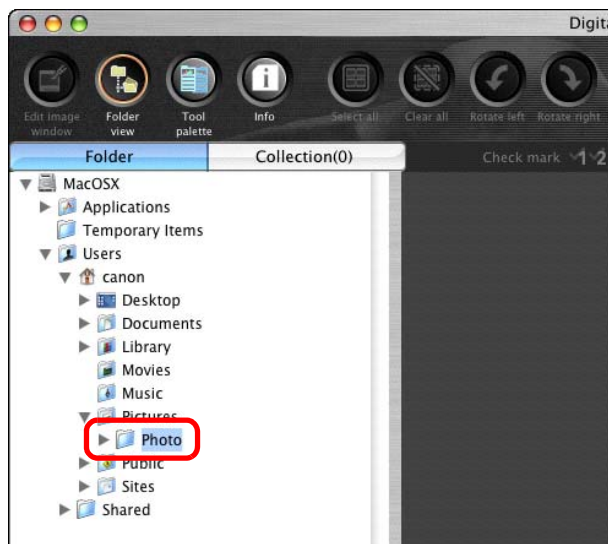 Digita
Edit image window
Folder view
Tool palette
Info
Select all
Clear all
Rotate left
Rotate right
Folder
Collection(0)
Check mark
1
2
MacOSX
Applications
Temporary Items
Users
canon
Desktop
Documents
Library
Movies
Music
Pictures
Photo
Public
Sites
Shared